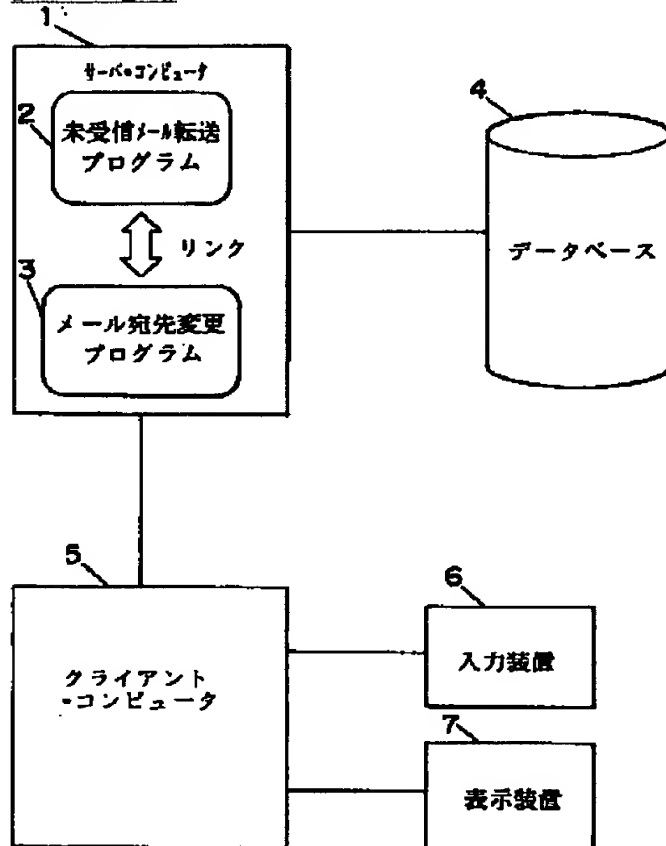 1
サーバ・コンピュータ
2
未受信メール転送
プログラム
リンク
3
メール宛先変更
プログラム
4
データベース
5
クライアント
・コンピュータ
6
入力装置
7
表示装置